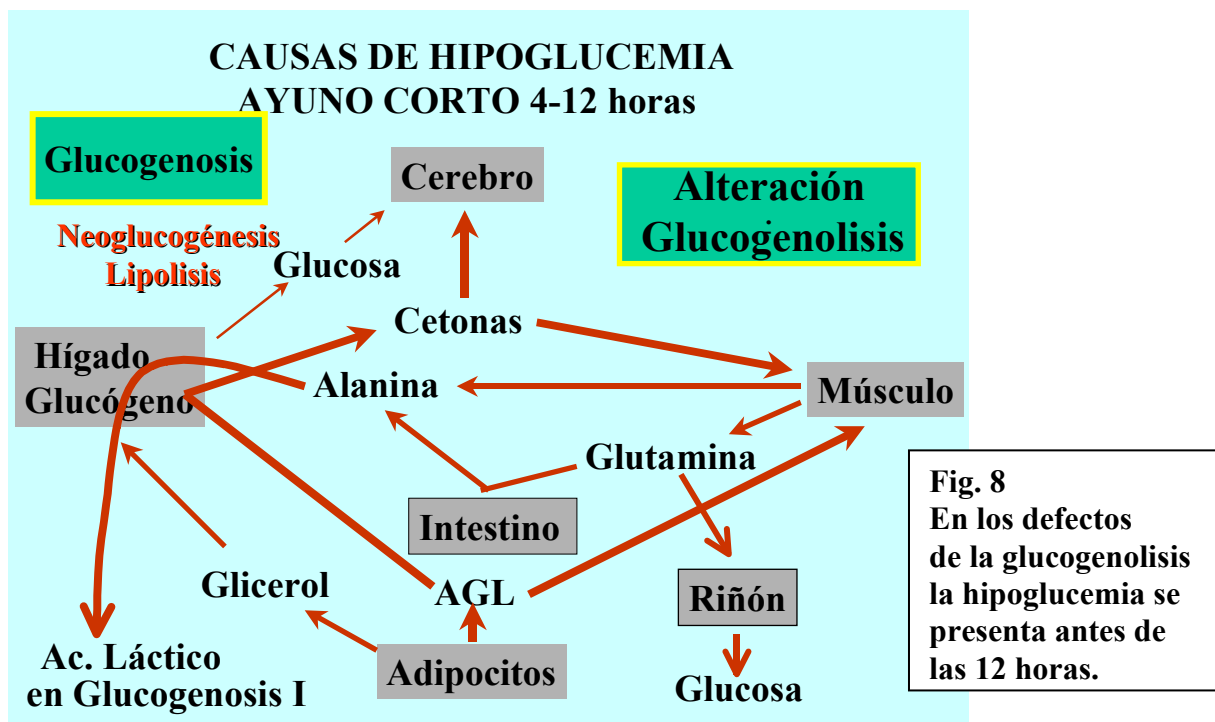 CAUSAS DE HIPOGLUCEMIA
AYUNO CORTO 4-12 horas
Glucogenosis
Cerebro
Alteración
Glucogenolisis
Neoglucogénesis
Lipolisis
Glucosa
Cetonas
Hígado
Glucógeno
Alanina
Músculo
Glutamina
Intestino
Glicerol
AGL
Riñón
Adipocitos
Glucosa
Ac. Láctico
en Glucogenosis I
Fig. 8
En los defectos
de la glucogenolisis
la hipoglucemia se
presenta antes de
las 12 horas.